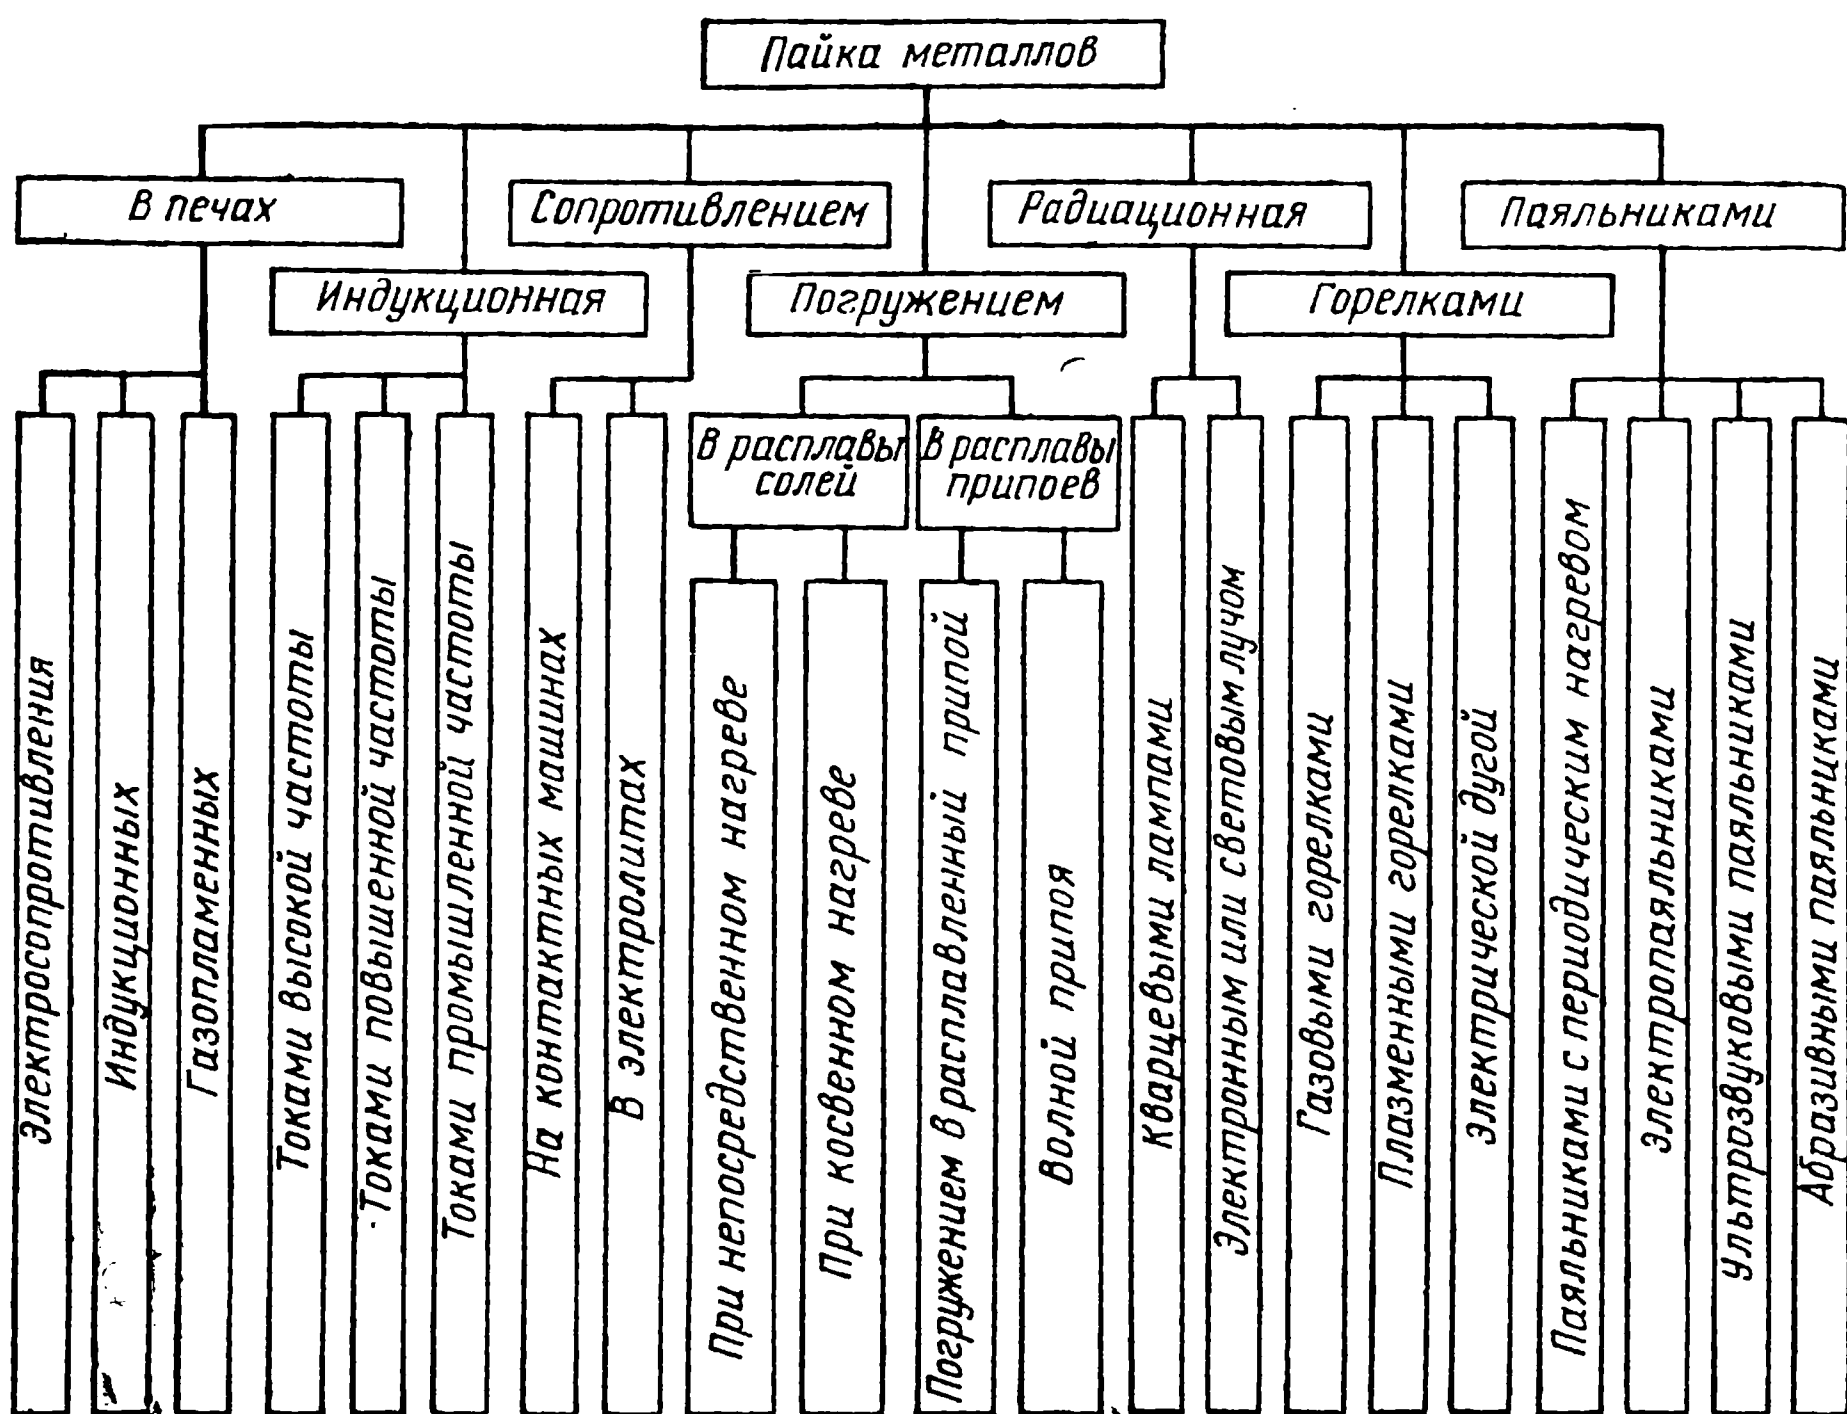 Пайка металлов
В печах
Сопротивлением
Радиационная
Паяльниками
Индукционная
Погружением
Горелками
В расплавы
солей
В расплавы
припоев
Электросопротивления
Индукционных
Газопламенных
Токами высокой частоты
Токами повышенной частоты
Токами промышленной частоты
На контактных машинах
В электролитах
При непосредственном нагреве
При косвенном нагреве
Погружением в расплавленный припой
Волной припоя
Кварцевыми лампами
Электронным или световым лучом
Газовыми горелками
Плазменными горелками
Электрической дугой
Паяльниками с периодическим нагревом
Электропаяльниками
Ультрозвуковыми паяльниками
Абразивными паяльниками